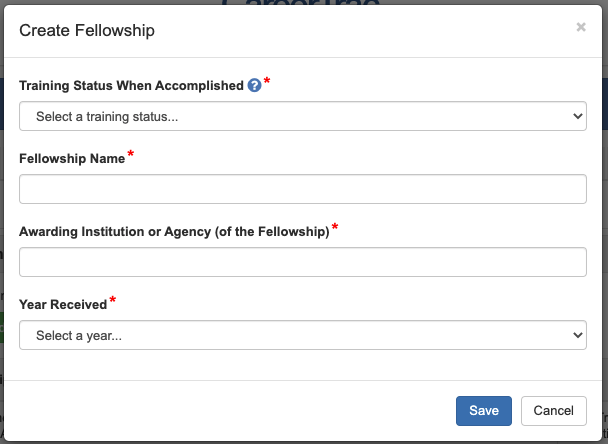 Create Fellowship
×
Training Status When Accomplished ? *
Select a training status...
Fellowship Name *
Awarding Institution or Agency (of the Fellowship) *
Year Received *
Select a year...
Save Cancel